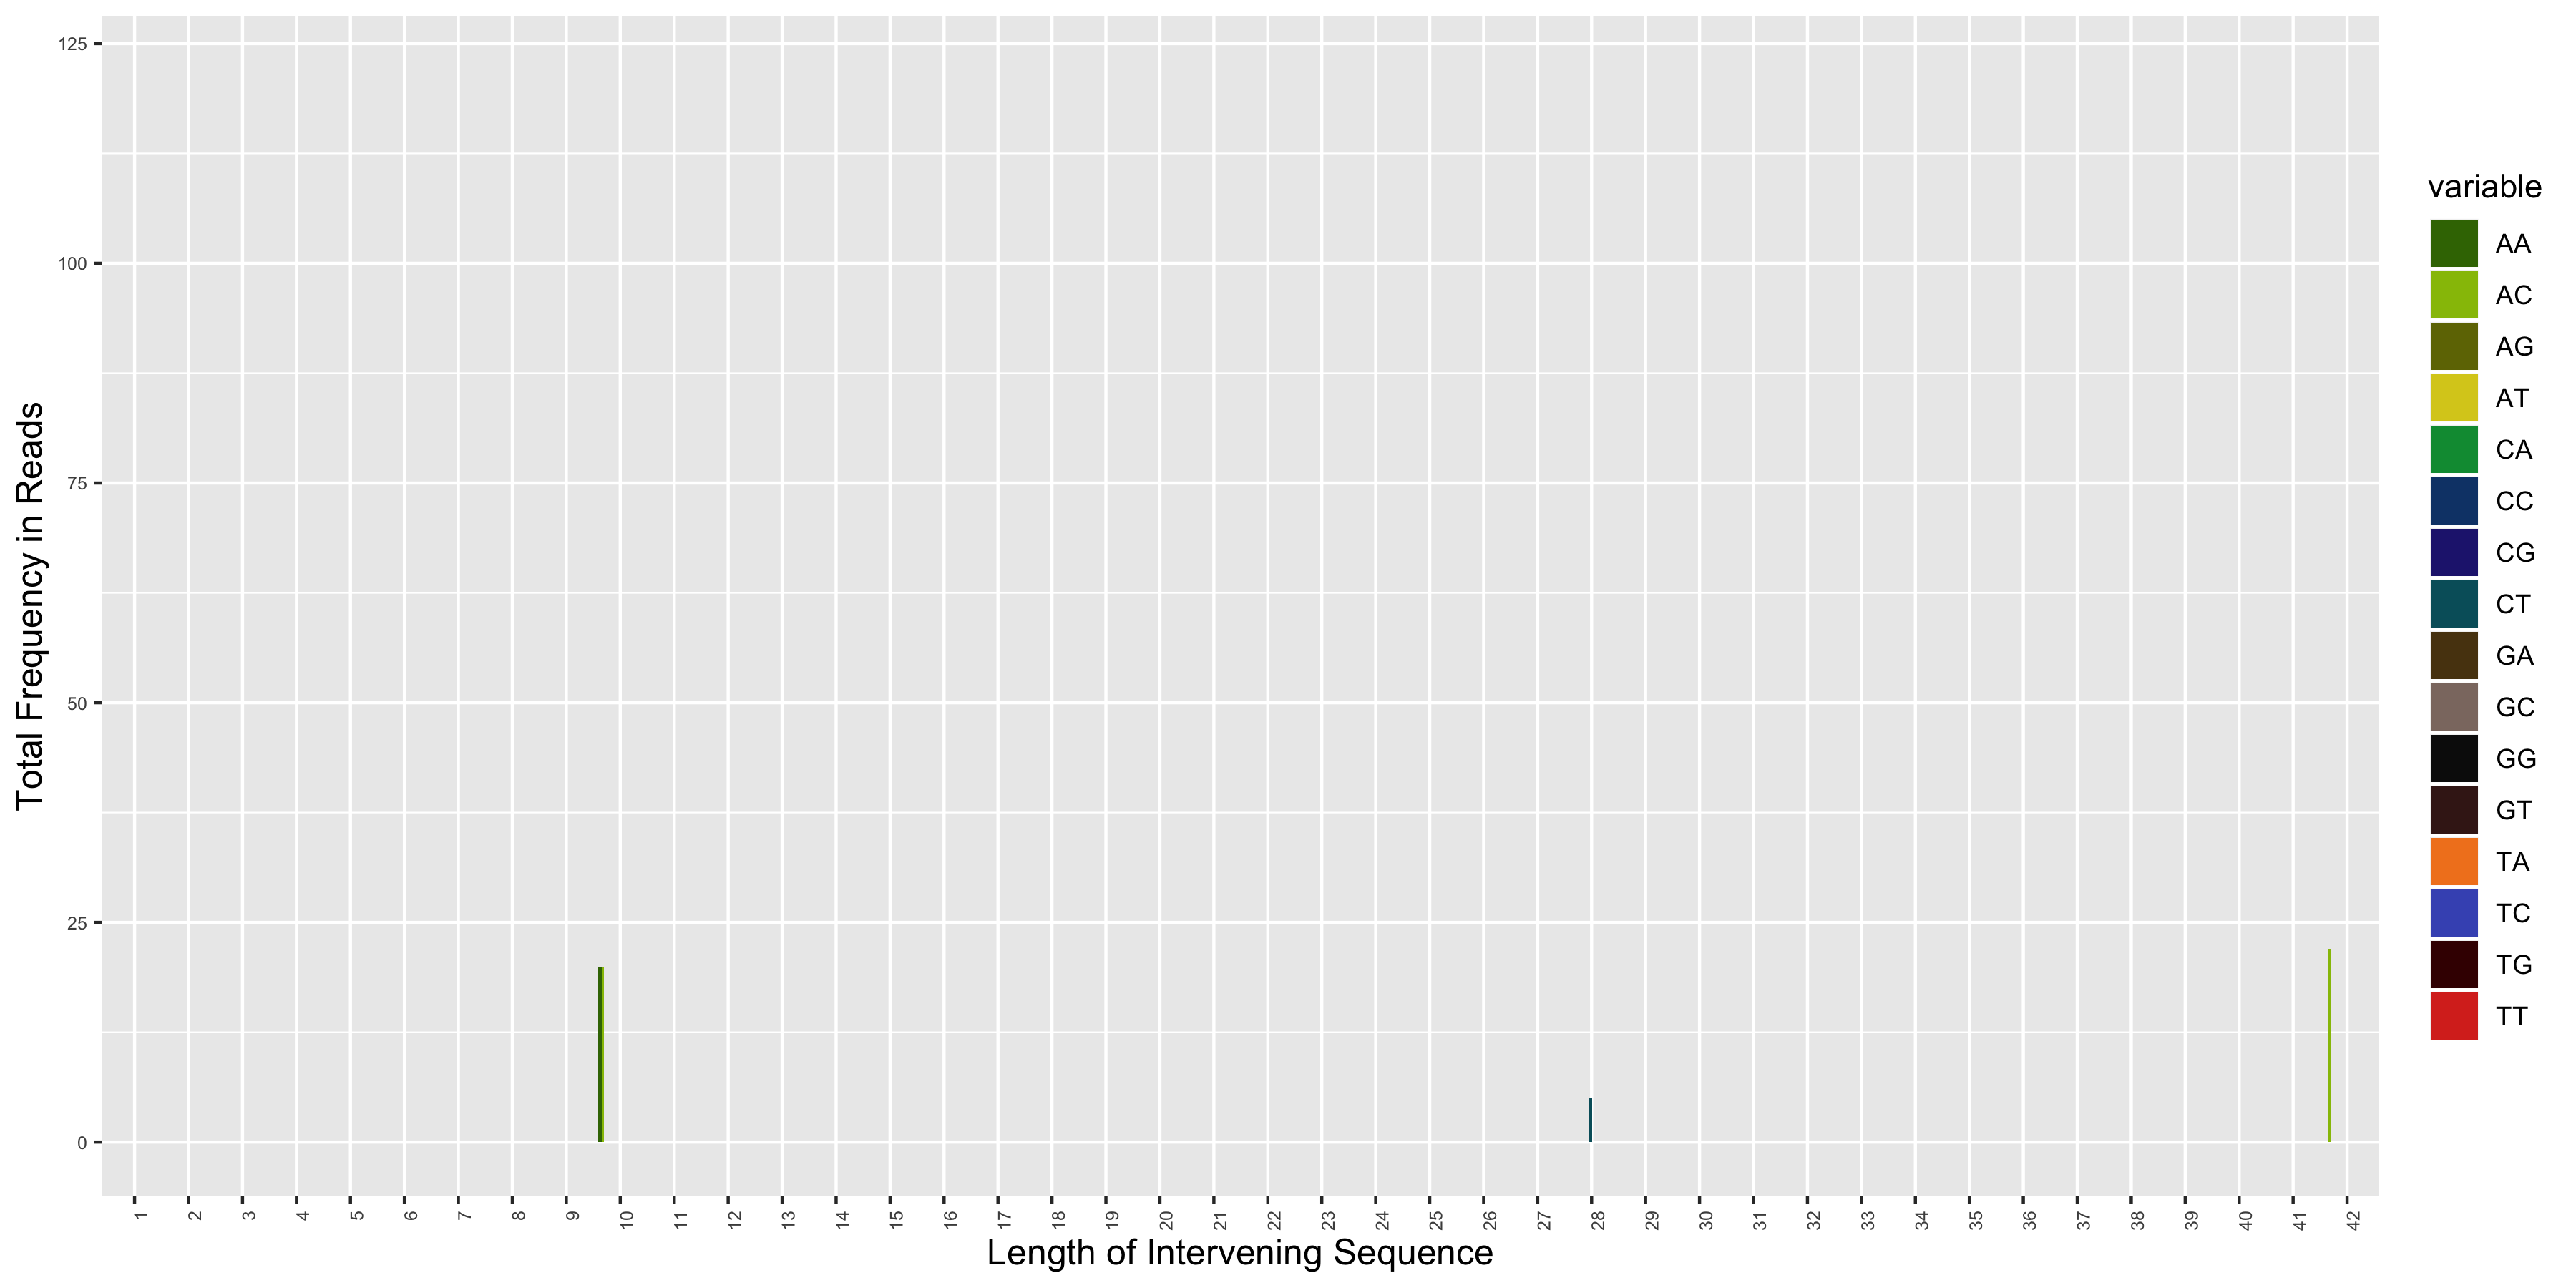 125
100
75
50
25
0
Total Frequency in Reads
1 2 3 4 5 6 7 8 9 10 11 12 13 14 15 16 17 18 19 20 21 22 23 24 25 26 27 28 29 30 31 32 33 34 35 36 37 38 39 40 41 42
Length of Intervening Sequence
variable
AA
AC
AG
AT
CA
CC
CG
CT
GA
GC
GG
GT
TA
TC
TG
TT